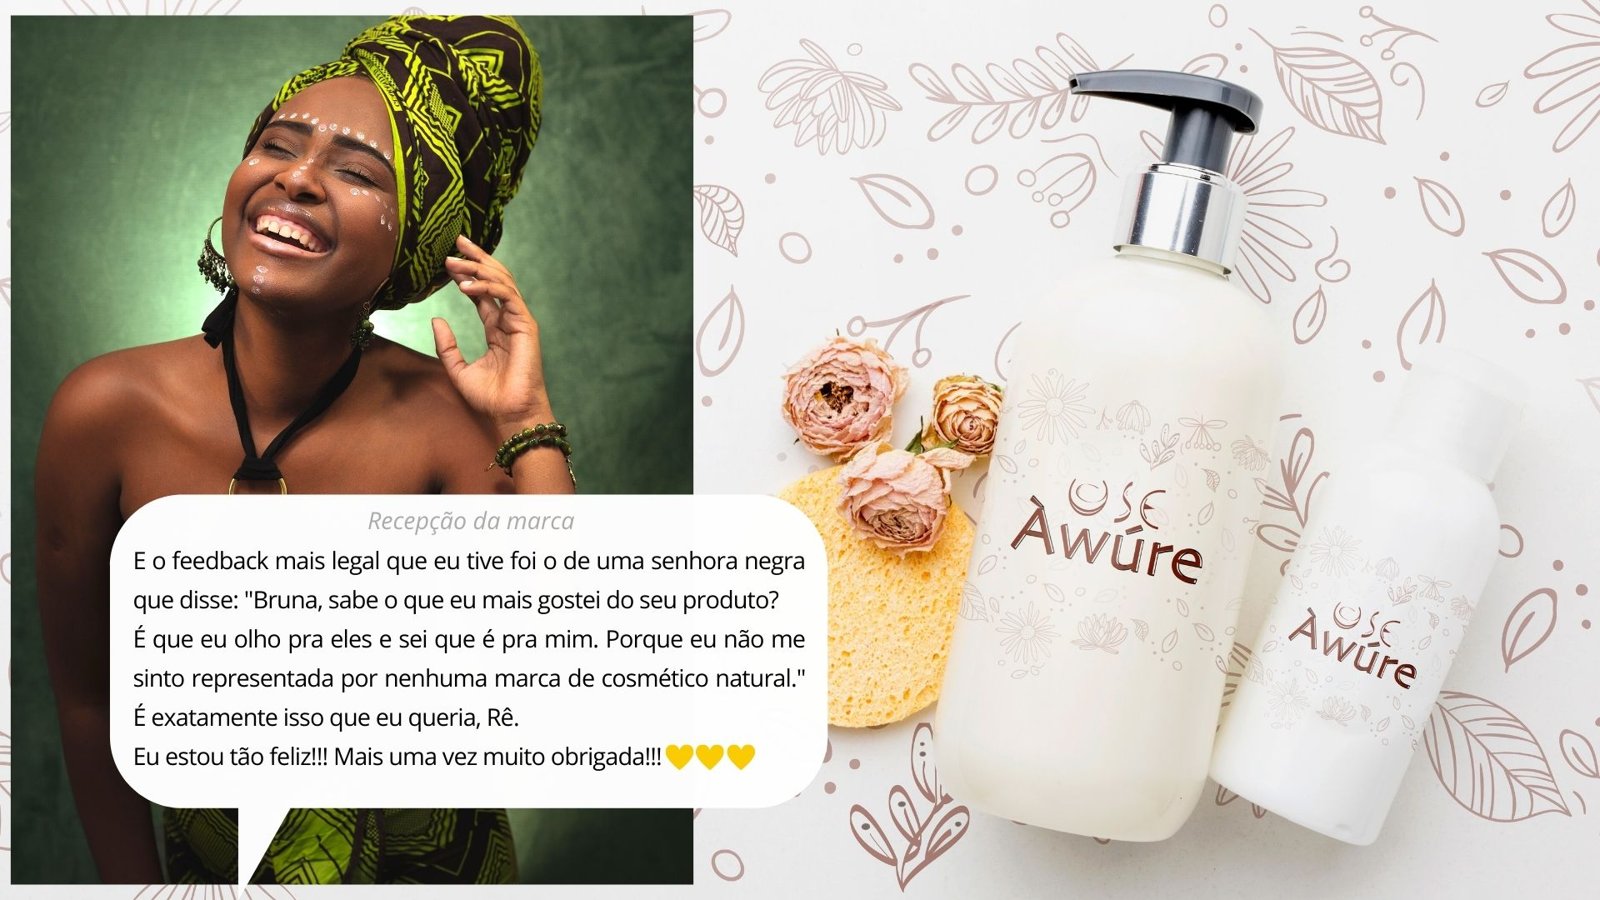 Recepção da marca
E o feedback mais legal que eu tive foi o de uma senhora negra
que disse: "Bruna, sabe o que eu mais gostei do seu produto?
É que eu olho pra eles e sei que é pra mim. Porque eu não me
sinto representada por nenhuma marca de cosmético natural."
É exatamente isso que eu queria, Rê.
Eu estou tão feliz!!! Mais uma vez muito obrigada!!!💛💛💛
USE
Àwúre
USE
Àwúre